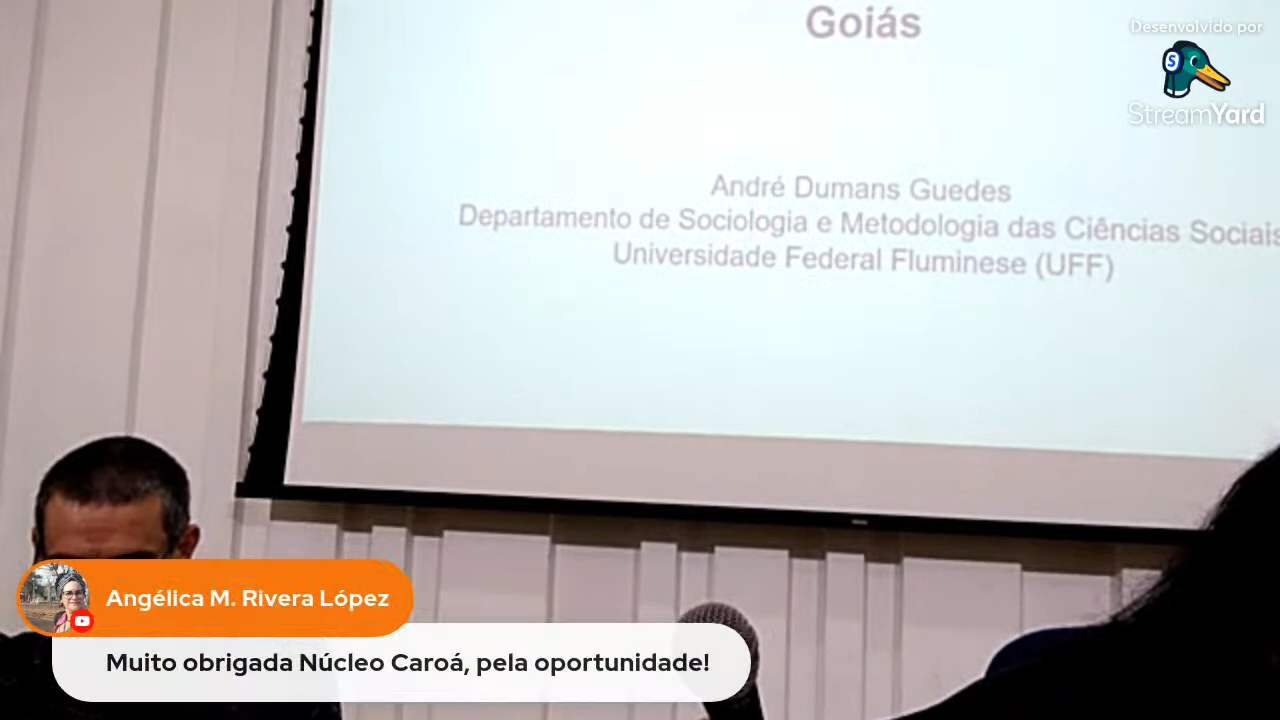 Goiás
Desenvolvido por
S
StreamYard
André Dumans Guedes
Departamento de Sociologia e Metodologia das Ciências Sociais
Universidade Federal Fluminese (UFF)
Angélica M. Rivera López
Muito obrigada Núcleo Caroá, pela oportunidade!